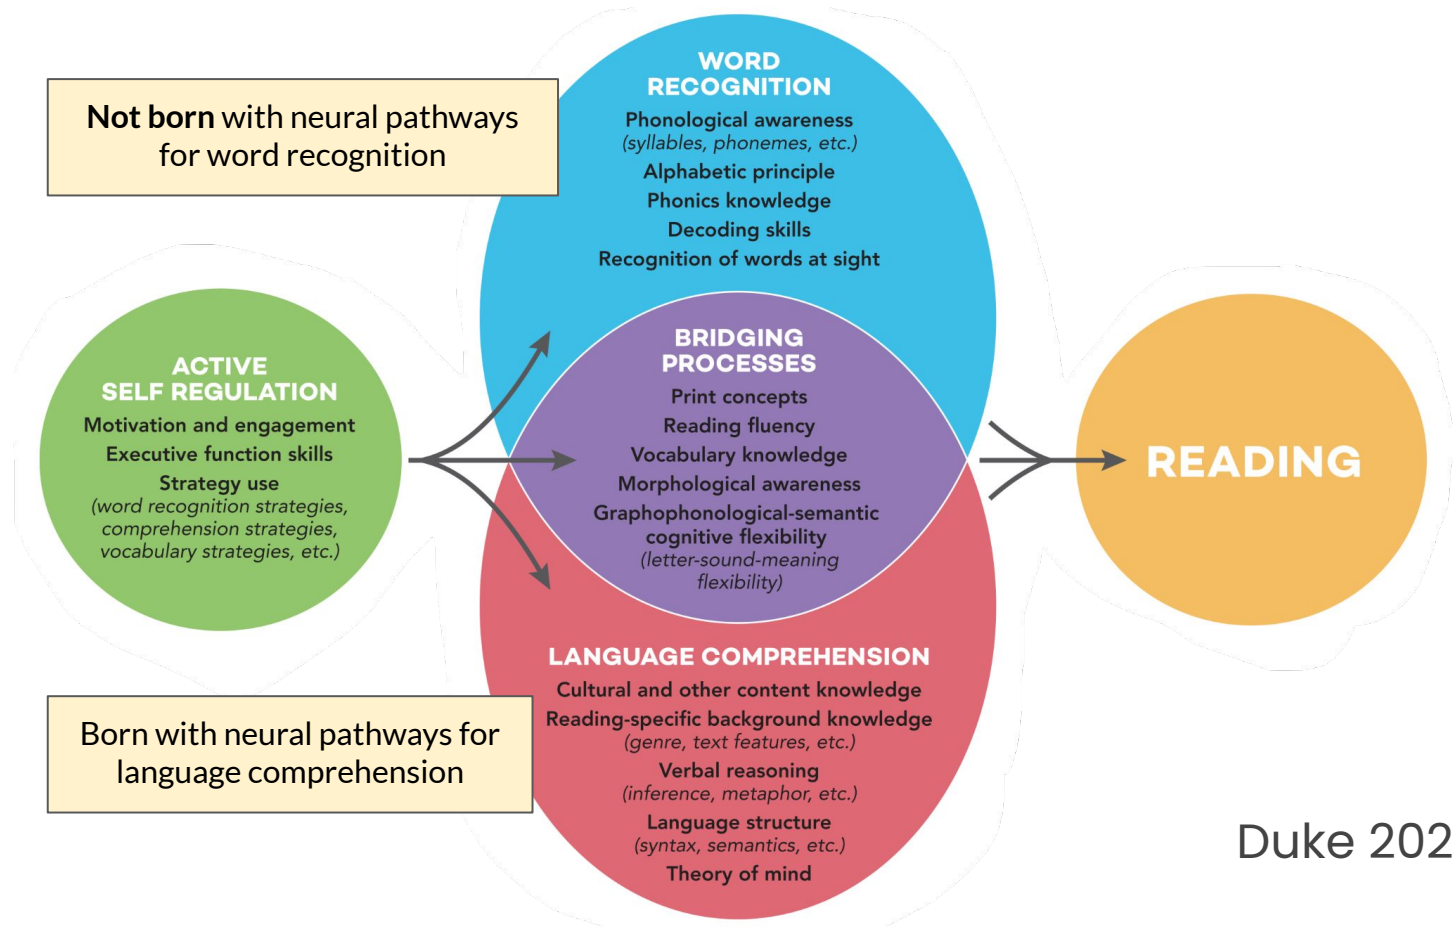 Not born with neural pathways
for word recognition
WORD
RECOGNITION
Phonological awareness
(syllables, phonemes, etc.)
Alphabetic principle
Phonics knowledge
Decoding skills
Recognition of words at sight
ACTIVE
SELF REGULATION
Motivation and engagement
Executive function skills
Strategy use
(word recognition strategies,
comprehension strategies,
vocabulary strategies, etc.)
BRIDGING
PROCESSES
Print concepts
Reading fluency
Vocabulary knowledge
Morphological awareness
Graphophonological-semantic
cognitive flexibility
(letter-sound-meaning
flexibility)
READING
Born with neural pathways for
language comprehension
LANGUAGE COMPREHENSION
Cultural and other content knowledge
Reading-specific background knowledge
(genre, text features, etc.)
Verbal reasoning
(inference, metaphor, etc.)
Language structure
(syntax, semantics, etc.)
Theory of mind
Duke 202